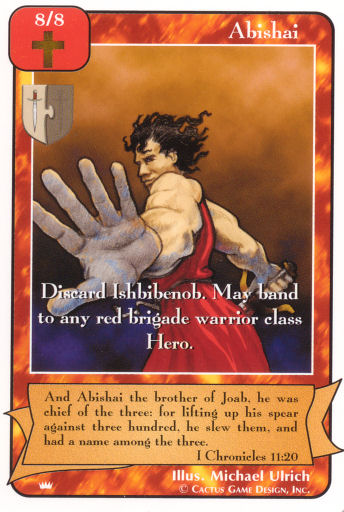 8/8
Abishai
Discard Ishbibenob. May band
to any red brigade warrior class
Hero.
And Abishai the brother of Joab, he was
chief of the three: for lifting up his spear
against three hundred, he slew them, and
had a name among the three.
I Chronicles 11:20
Illus. Michael Ulrich
© Cactus Game Design, Inc.